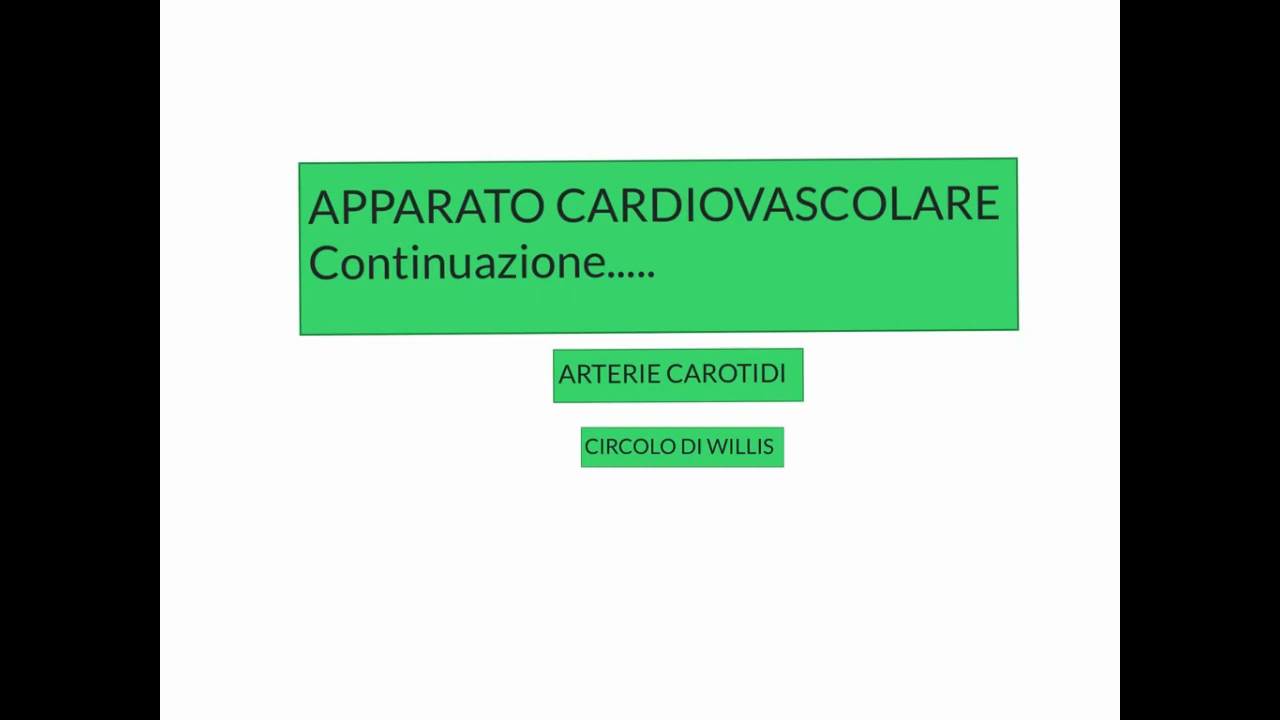 APPARATO CARDIOVASCOLARE
Continuazione.....
ARTERIE CAROTIDI
CIRCOLO DI WILLIS